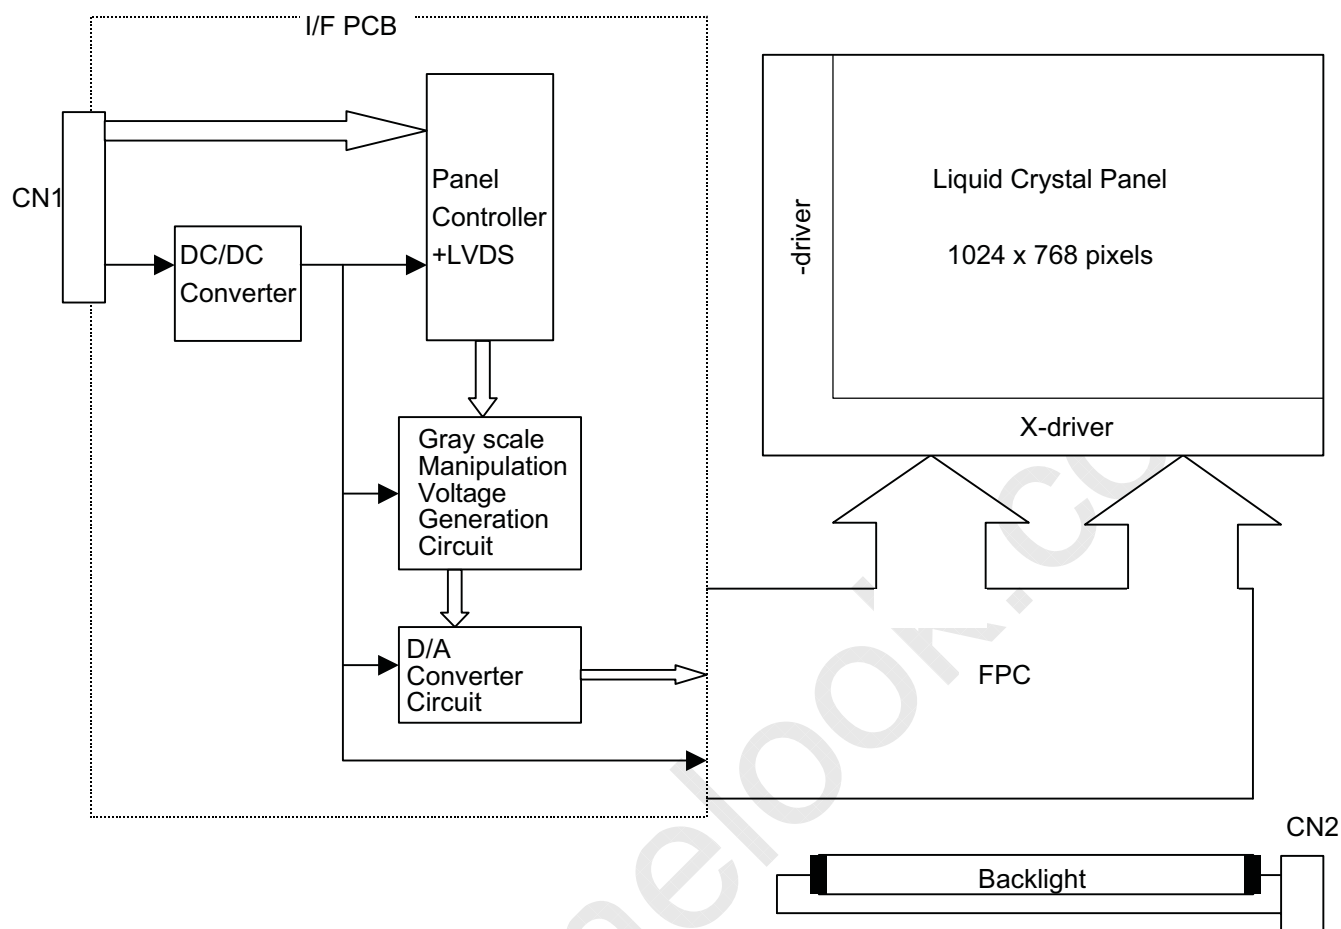 I/F PCB
CN1
Panel
Controller
+LVDS
DC/DC
Converter
Gray scale
Manipulation
Voltage
Generation
Circuit
D/A
Converter
Circuit
-driver
Liquid Crystal Panel
1024 x 768 pixels
X-driver
FPC
CN2
Backlight